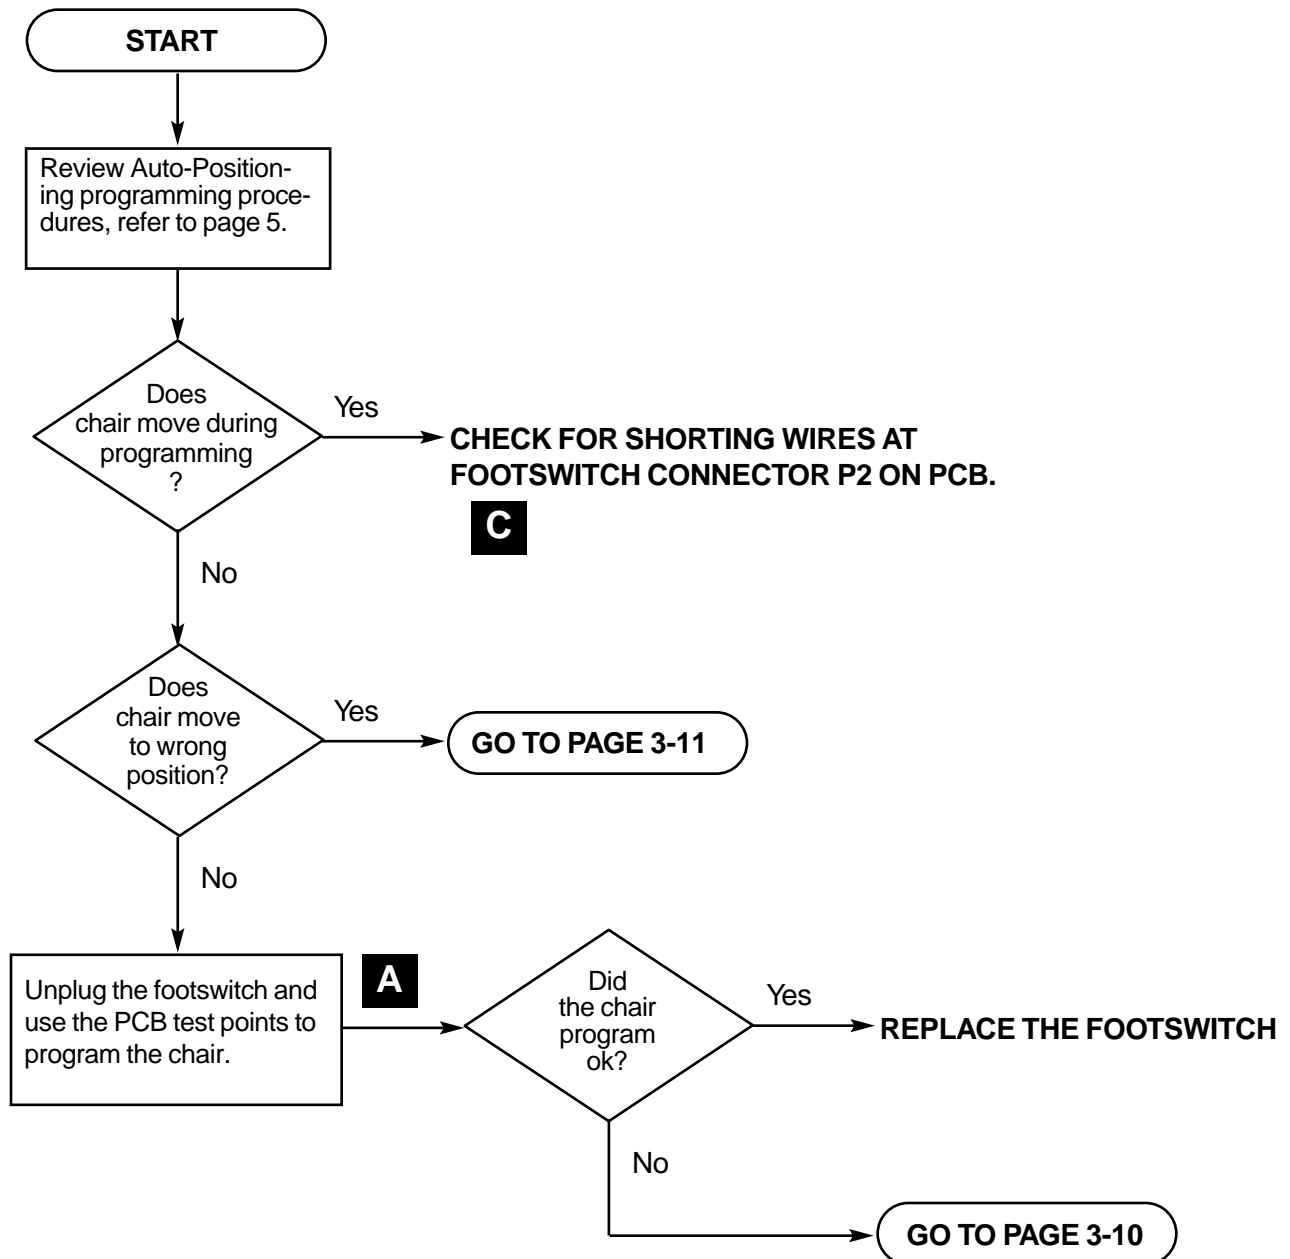 START
Review Auto-Position-
ing programming proce-
dures, refer to page 5.
Does
chair move during
programming
?
Yes
CHECK FOR SHORTING WIRES AT
FOOTSWITCH CONNECTOR P2 ON PCB.
C
No
Does
chair move
to wrong
position?
Yes
GO TO PAGE 3-11
No
Unplug the footswitch and
use the PCB test points to
program the chair.
A
Did
the chair
program
ok?
Yes
REPLACE THE FOOTSWITCH
No
GO TO PAGE 3-10